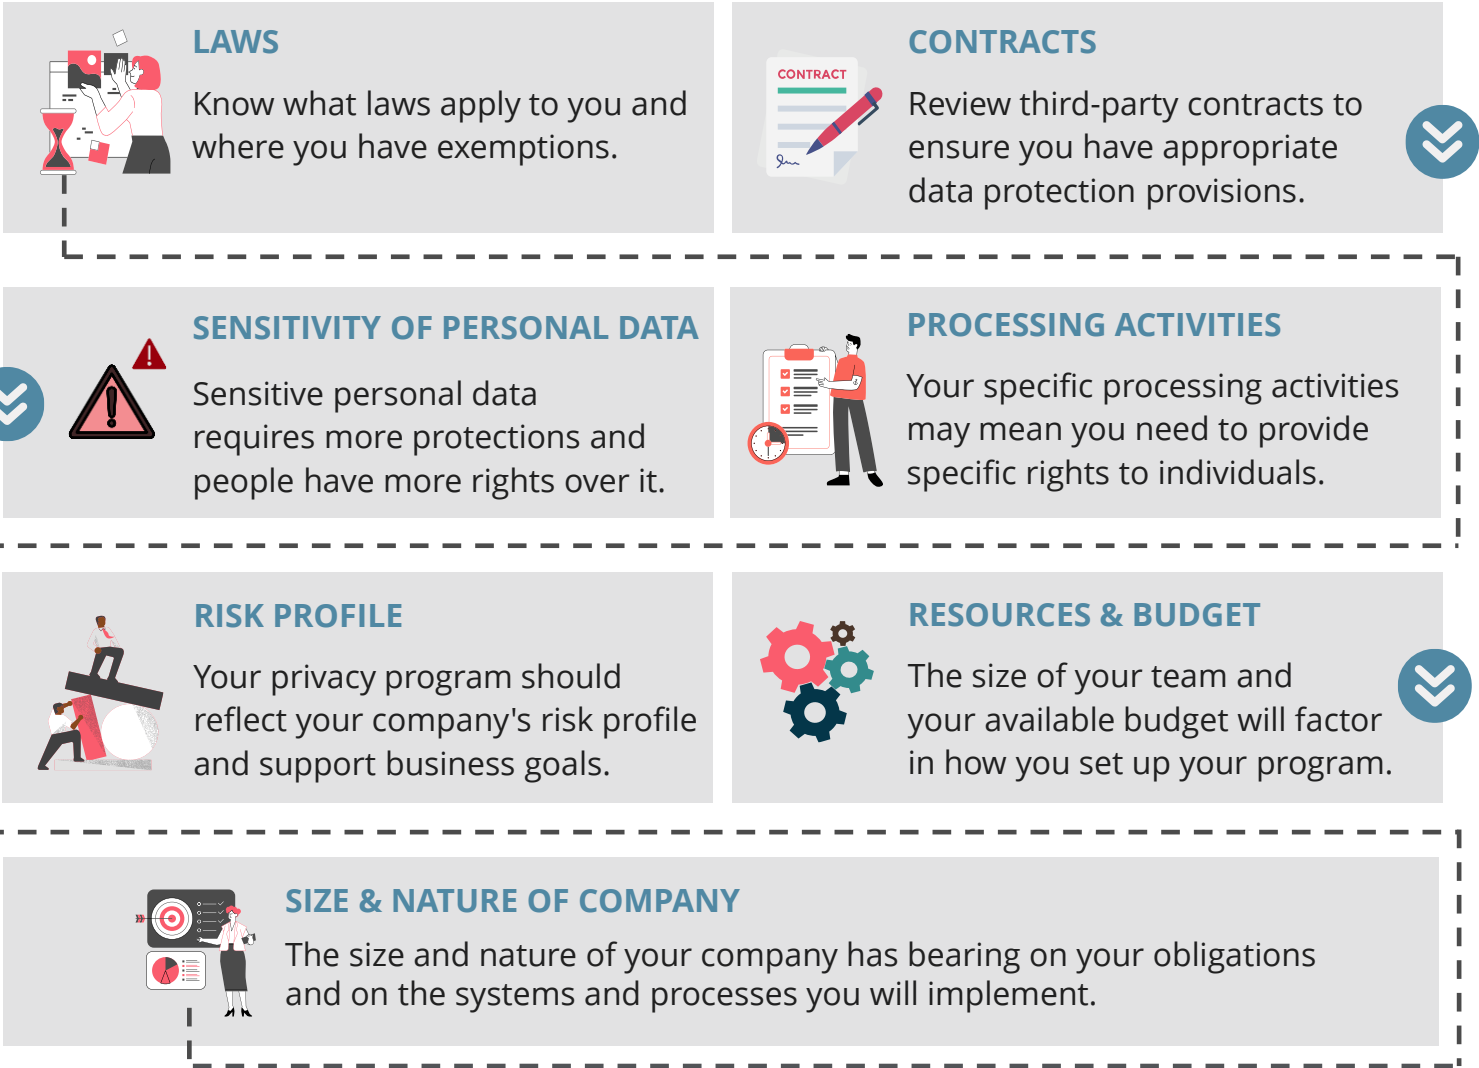 LAWS
Know what laws apply to you and
where you have exemptions.
CONTRACTS
CONTRACT
Review third-party contracts to
ensure you have appropriate
data protection provisions.
SENSITIVITY OF PERSONAL DATA
Sensitive personal data
requires more protections and
people have more rights over it.
PROCESSING ACTIVITIES
Your specific processing activities
may mean you need to provide
specific rights to individuals.
RISK PROFILE
Your privacy program should
reflect your company's risk profile
and support business goals.
RESOURCES & BUDGET
The size of your team and
your available budget will factor
in how you set up your program.
SIZE & NATURE OF COMPANY
The size and nature of your company has bearing on your obligations
and on the systems and processes you will implement.